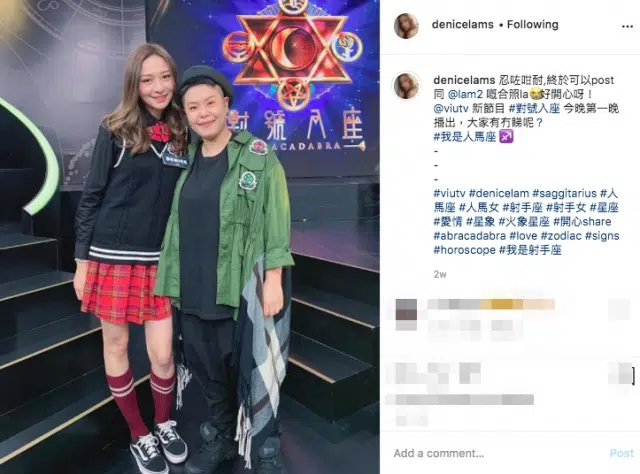 對號入座
ABRACADABRA
DENICE
denicelams • Following
denicelams 忍咗咁耐,終於可以post
同 @lam2 嘅合照la😭好開心呀！
@viutv 新節目 #對號入座 今晚第一晚
播出，大家有冇睇呢？
#我是人馬座♐
-
-
-
#viutv #denicelam #saggitarius #人
馬座 #人馬女 #射手座 #射手女 #星座
#愛情 #星象 #火象星座 #開心share
#abracadabra #love #zodiac #signs
#horoscope #我是射手座
2w
Add a comment...
Post